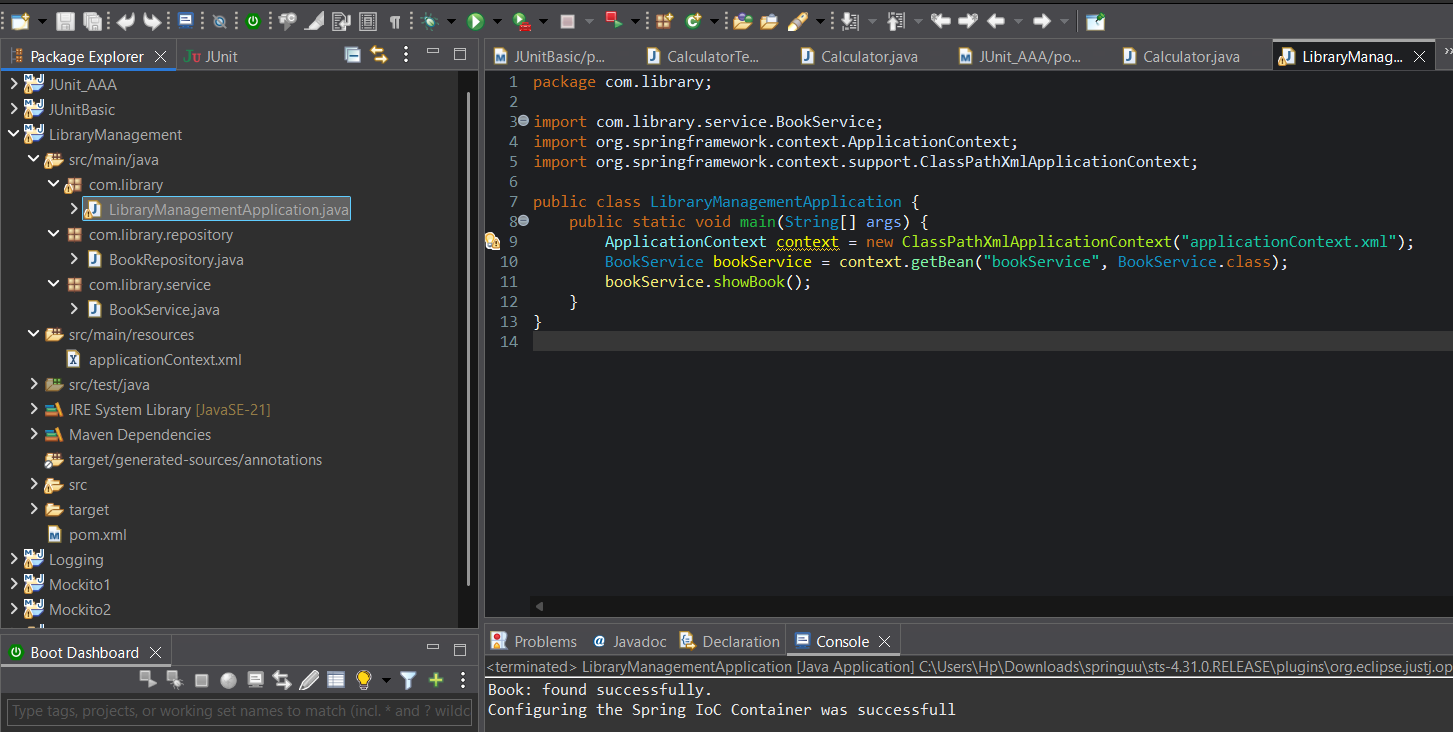 Package Explorer
JUnit
JUnit_AAA
JUnitBasic
LibraryManagement
src/main/java
com.library
LibraryManagementApplication.java
com.library.repository
BookRepository.java
com.library.service
BookService.java
src/main/resources
applicationContext.xml
src/test/java
JRE System Library [JavaSE-21]
Maven Dependencies
target/generated-sources/annotations
src
target
pom.xml
Logging
Mockito1
Mockito2
Boot Dashboard
Type tags, projects, or working set names to match (incl. * and ? wildc
JUnitBasic/p... CalculatorTe... Calculator.java JUnit_AAA/po... Calculator.java LibraryManag...
1 package com.library;
2
3 import com.library.service.BookService;
4 import org.springframework.context.ApplicationContext;
5 import org.springframework.context.support.ClassPathXmlApplicationContext;
6
7 public class LibraryManagementApplication {
8 public static void main(String[] args) {
9 ApplicationContext context = new ClassPathXmlApplicationContext("applicationContext.xml");
10 BookService bookService = context.getBean("bookService", BookService.class);
11 bookService.showBook();
12 }
13 }
14
Problems Javadoc Declaration Console
<terminated> LibraryManagementApplication [Java Application] C:\Users\Hp\Downloads\springuu\sts-4.31.0.RELEASE\plugins\org.eclipse.justj.op
Book: found successfully.
Configuring the Spring IoC Container was successfull